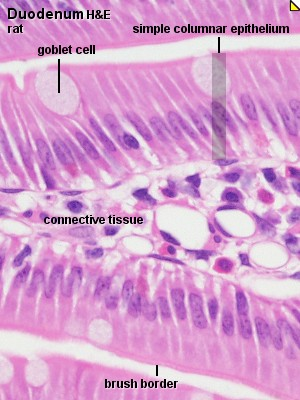 Duodenum H&E
rat
simple columnar epithelium
goblet cell
connective tissue
brush border